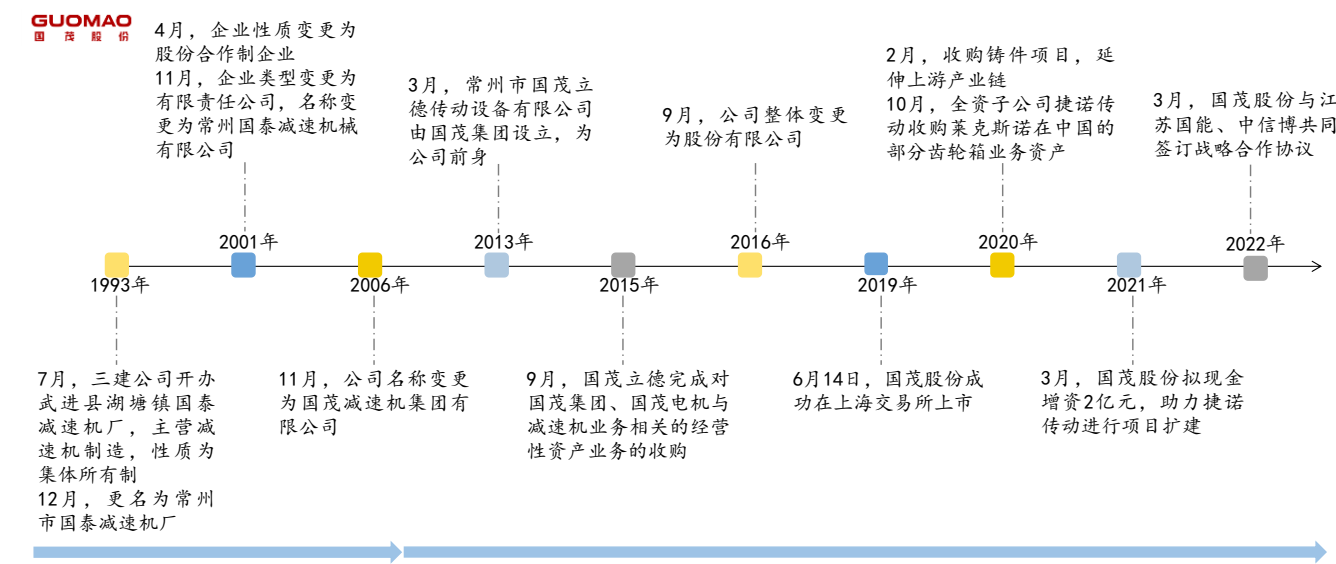 GUOMAO
国茂股份
4月，企业性质变更为
股份合作制企业
11月，企业类型变更为
有限责任公司，名称变
更为常州国泰减速机械
有限公司
3月，常州市国茂立
德传动设备有限公司
由国茂集团设立，为
公司前身
9月，公司整体变更
为股份有限公司
2月，收购铸件项目，延
伸上游产业链
10月，全资子公司捷诺传
动收购莱克斯诺在中国的
部分齿轮箱业务资产
3月，国茂股份与江
苏国能、中信博共同
签订战略合作协议
2001年
2013年
2016年
2020年
2022年
1993年
2006年
2015年
2019年
2021年
7月，三建公司开办
武进县湖塘镇国泰
减速机厂，主营减
速机制造，性质为
集体所有制
12月，更名为常州
市国泰减速机厂
11月，公司名称变更
为国茂减速机集团有
限公司
9月，国茂立德完成对
国茂集团、国茂电机与
减速机业务相关的经营
性资产业务的收购
6月14日，国茂股份成
功在上海交易所上市
3月，国茂股份拟现金
增资2亿元，助力捷诺
传动进行项目扩建